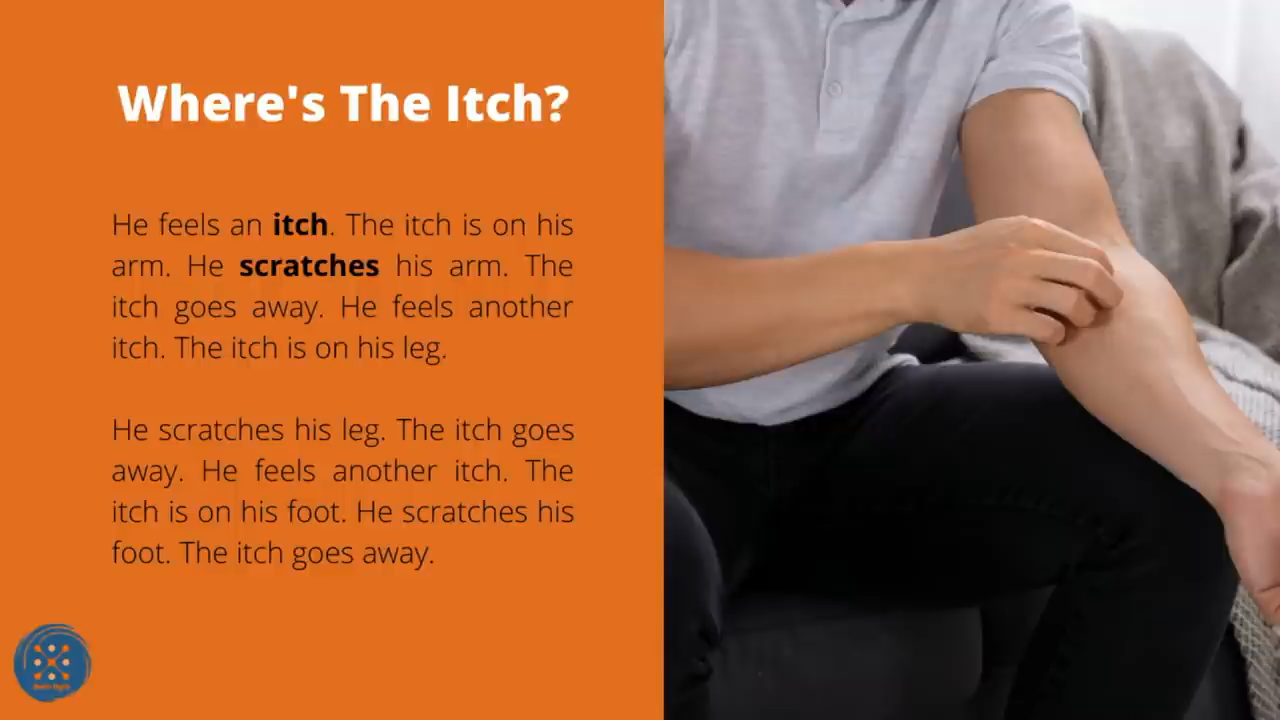 Where's The Itch?
He feels an itch. The itch is on his
arm. He scratches his arm. The
itch goes away. He feels another
itch. The itch is on his leg.
He scratches his leg. The itch goes
away. He feels another itch. The
itch is on his foot. He scratches his
foot. The itch goes away.